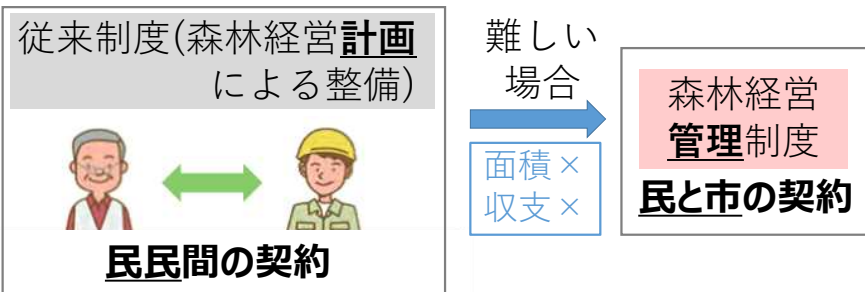 従来制度(森林経営計画
による整備)
民民間の契約
難しい
場合
面積×
収支×
森林経営
管理制度
民と市の契約